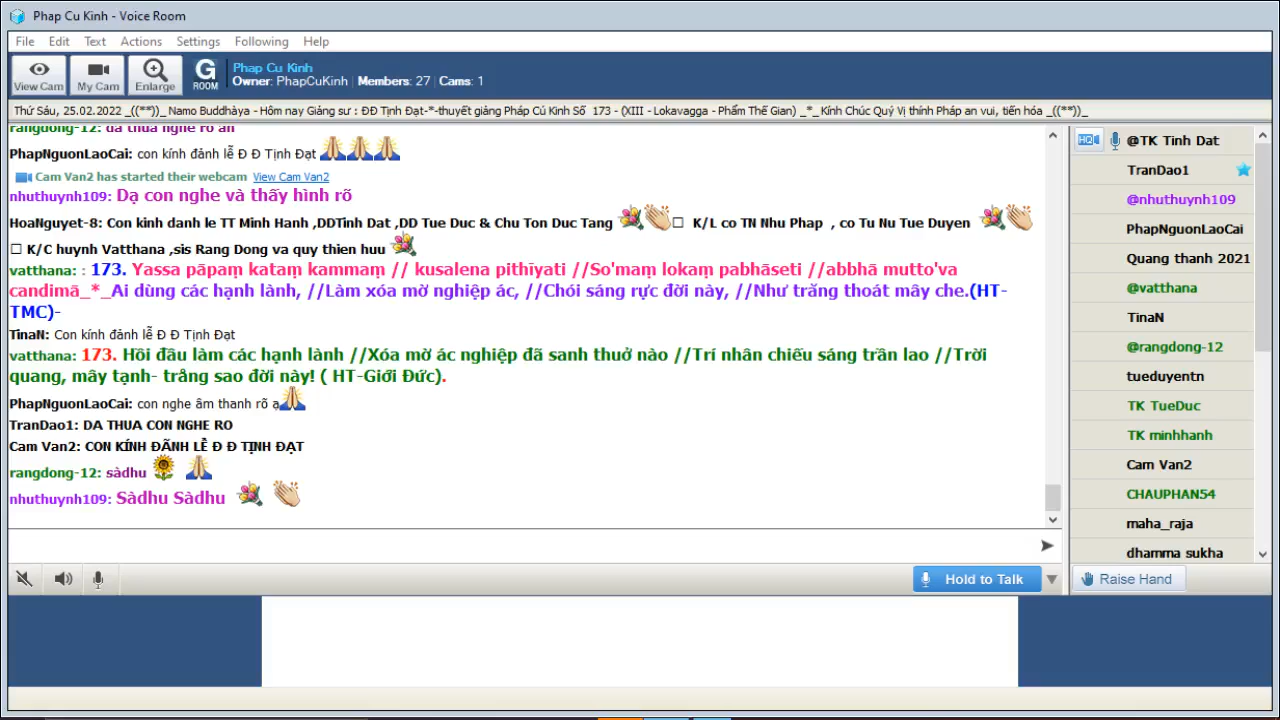 Phap Cu Kinh - Voice Room
File Edit Text Actions Settings Following Help
View Cam
My Cam
Enlarge
G
ROOM
Phap Cu Kinh
Owner: PhapCuKinh | Members: 27 | Cams: 1
Thứ Sáu, 25.02.2022 _((**))_ Namo Buddhàya - Hôm nay Giảng sư : ĐĐ Tịnh Đạt-*-thuyết giảng Pháp Cú Kinh Số 173 - (XIII - Lokavagga - Phẩm Thế Gian) _*_ Kính Chúc Quý Vị thính Pháp an vui, tiến hóa _((**))_
rangdong-12: dạ thưa nghe rõ àn
PhapNguonLaoCai: con kính đảnh lễ Đ Đ Tịnh Đạt
Cam Van2 has started their webcam View Cam Van2
nhuthuynh109: Dạ con nghe và thấy hình rõ
HoaNguyet-8: Con kinh danh le TT Minh Hanh ,DDTinh Dat ,DD Tue Duc & Chu Ton Duc Tang □ K/L co TN Nhu Phap , co Tu Nu Tue Duyen
□ K/C huynh Vatthana ,sis Rang Dong va quy thien huu
vatthana: : 173. Yassa pāpaṃ kataṃ kammaṃ // kusalena pithīyati //So'maṃ lokaṃ pabhāseti //abbhā mutto'va
candimā_*_Ai dùng các hạnh lành, //Làm xóa mờ nghiệp ác, //Chói sáng rực đời này, //Như trăng thoát mây che.(HT-
TMC)-
TinaN: Con kính đảnh lễ Đ Đ Tịnh Đạt
vatthana: 173. Hồi đầu làm các hạnh lành //Xóa mờ ác nghiệp đã sanh thuở nào //Trí nhân chiếu sáng trần lao //Trời
quang, mây tạnh- trăng sao đời này! ( HT-Giới Đức).
PhapNguonLaoCai: con nghe âm thanh rõ ạ
TranDao1: DA THUA CON NGHE RO
Cam Van2: CON KÍNH ĐÃNH LỄ Đ Đ TỊNH ĐẠT
rangdong-12: sàdhu
nhuthuynh109: Sàdhu Sàdhu
Hold to Talk
HQ
@TK Tinh Dat
TranDao1
@nhuthuynh109
PhapNguonLaoCai
Quang thanh 2021
@vatthana
TinaN
@rangdong-12
tueduyentn
TK TueDuc
TK minhhanh
Cam Van2
CHAUPHAN54
maha_raja
dhamma sukha
Raise Hand